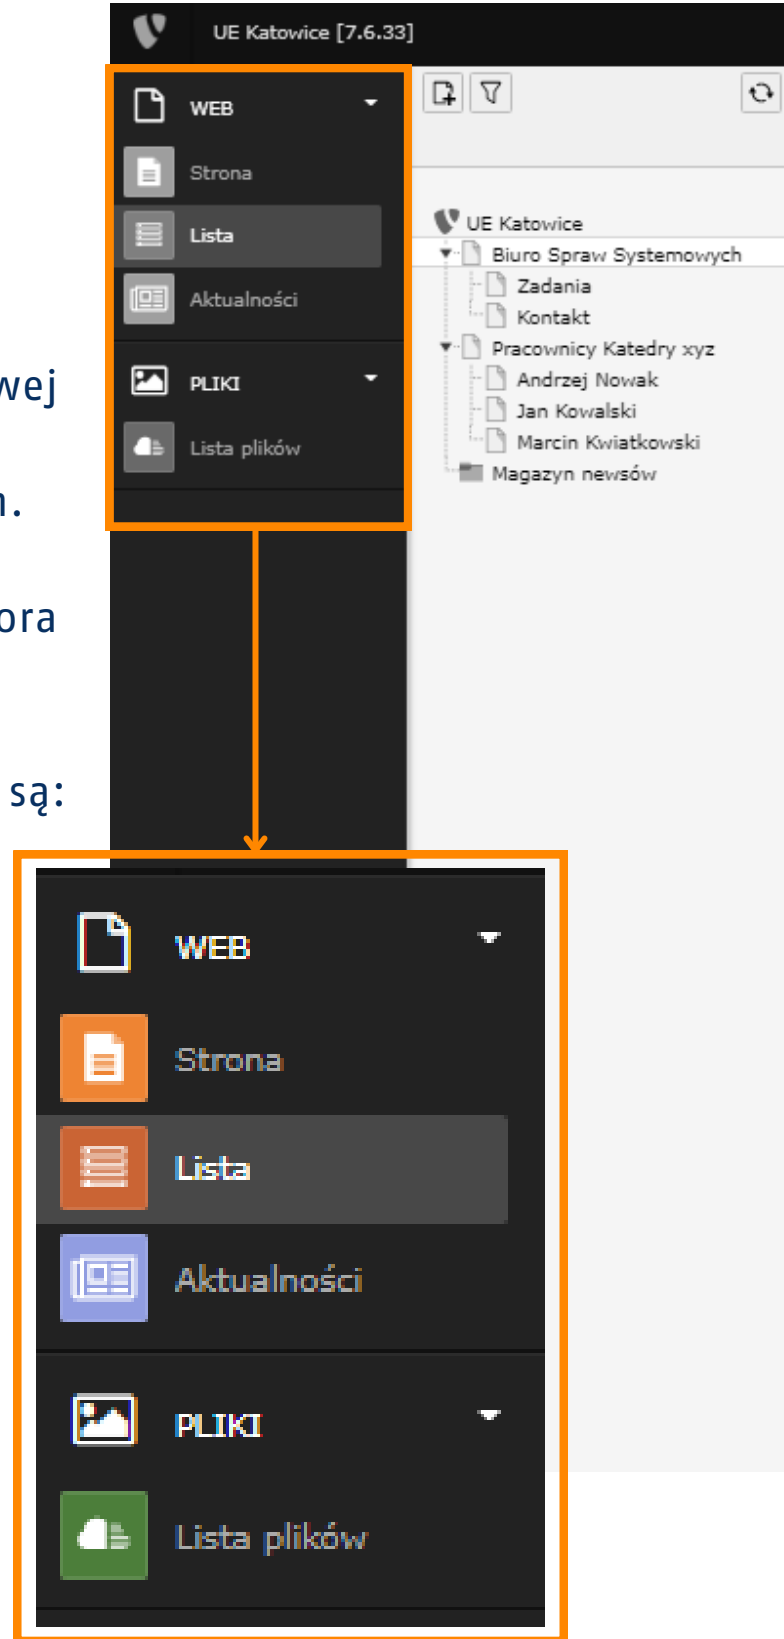 UE Katowice [7.6.33]
WEB
Strona
Lista
Aktualności
PLIKI
Lista plików
UE Katowice
Biuro Spraw Systemowych
Zadania
Kontakt
Pracownicy Katedry xyz
Andrzej Nowak
Jan Kowalski
Marcin Kwiatkowski
Magazyn newsów
są:
WEB
Strona
Lista
Aktualności
PLIKI
Lista plików